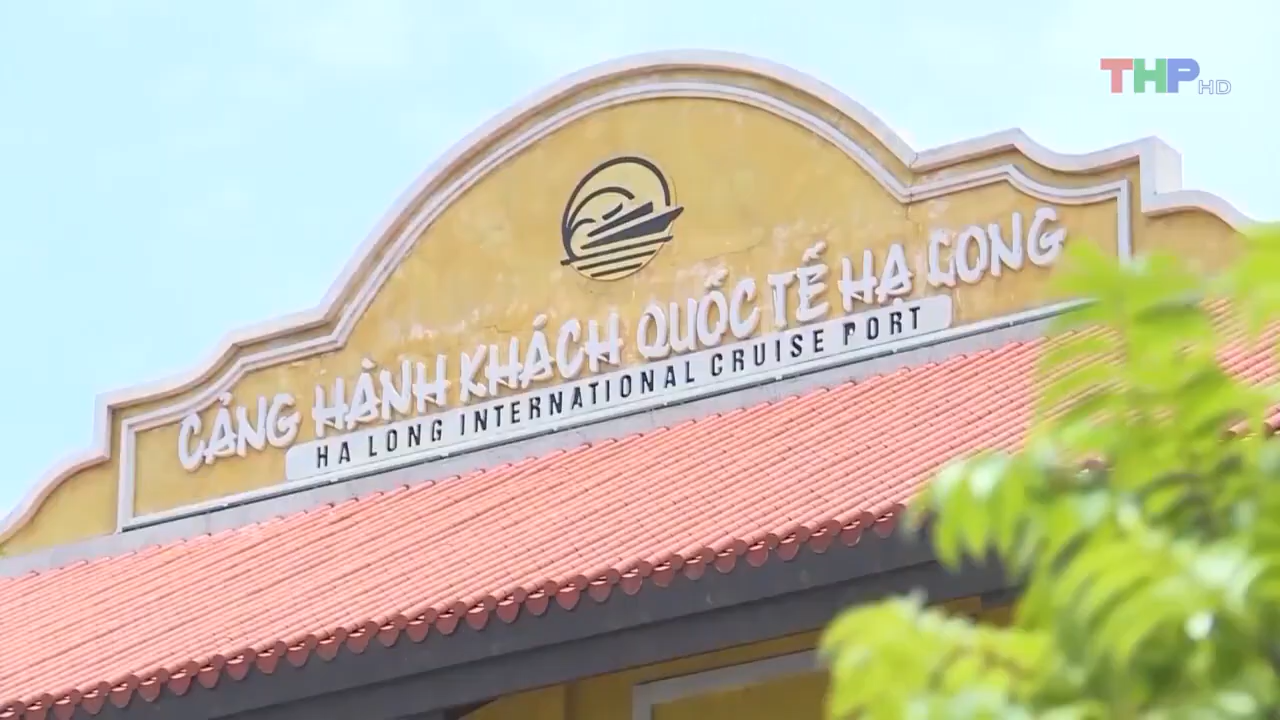 THP HD
CẢNG HÀNH KHÁCH QUỐC TẾ HẠ LONG
HA LONG INTERNATIONAL CRUISE PORT